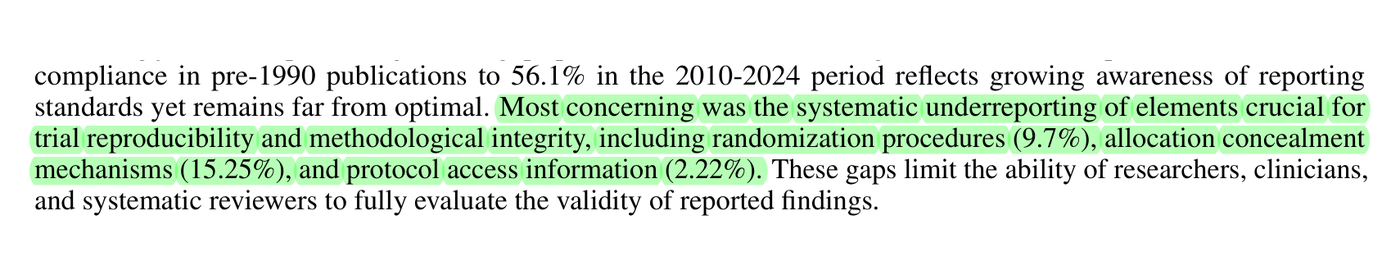 compliance in pre-1990 publications to 56.1% in the 2010-2024 period reflects growing awareness of reporting
standards yet remains far from optimal. Most concerning was the systematic underreporting of elements crucial for
trial reproducibility and methodological integrity, including randomization procedures (9.7%), allocation concealment
mechanisms (15.25%), and protocol access information (2.22%). These gaps limit the ability of researchers, clinicians,
and systematic reviewers to fully evaluate the validity of reported findings.